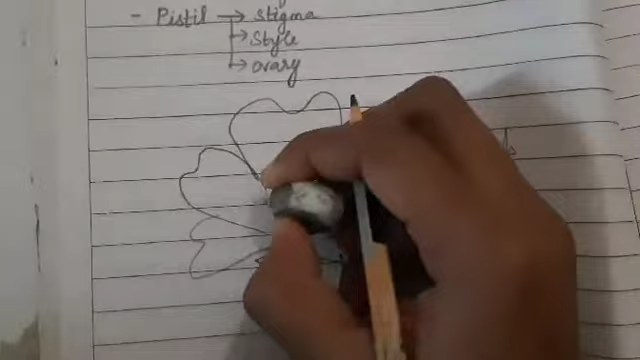 - Pistil → stigma
→ Style
→ ovary